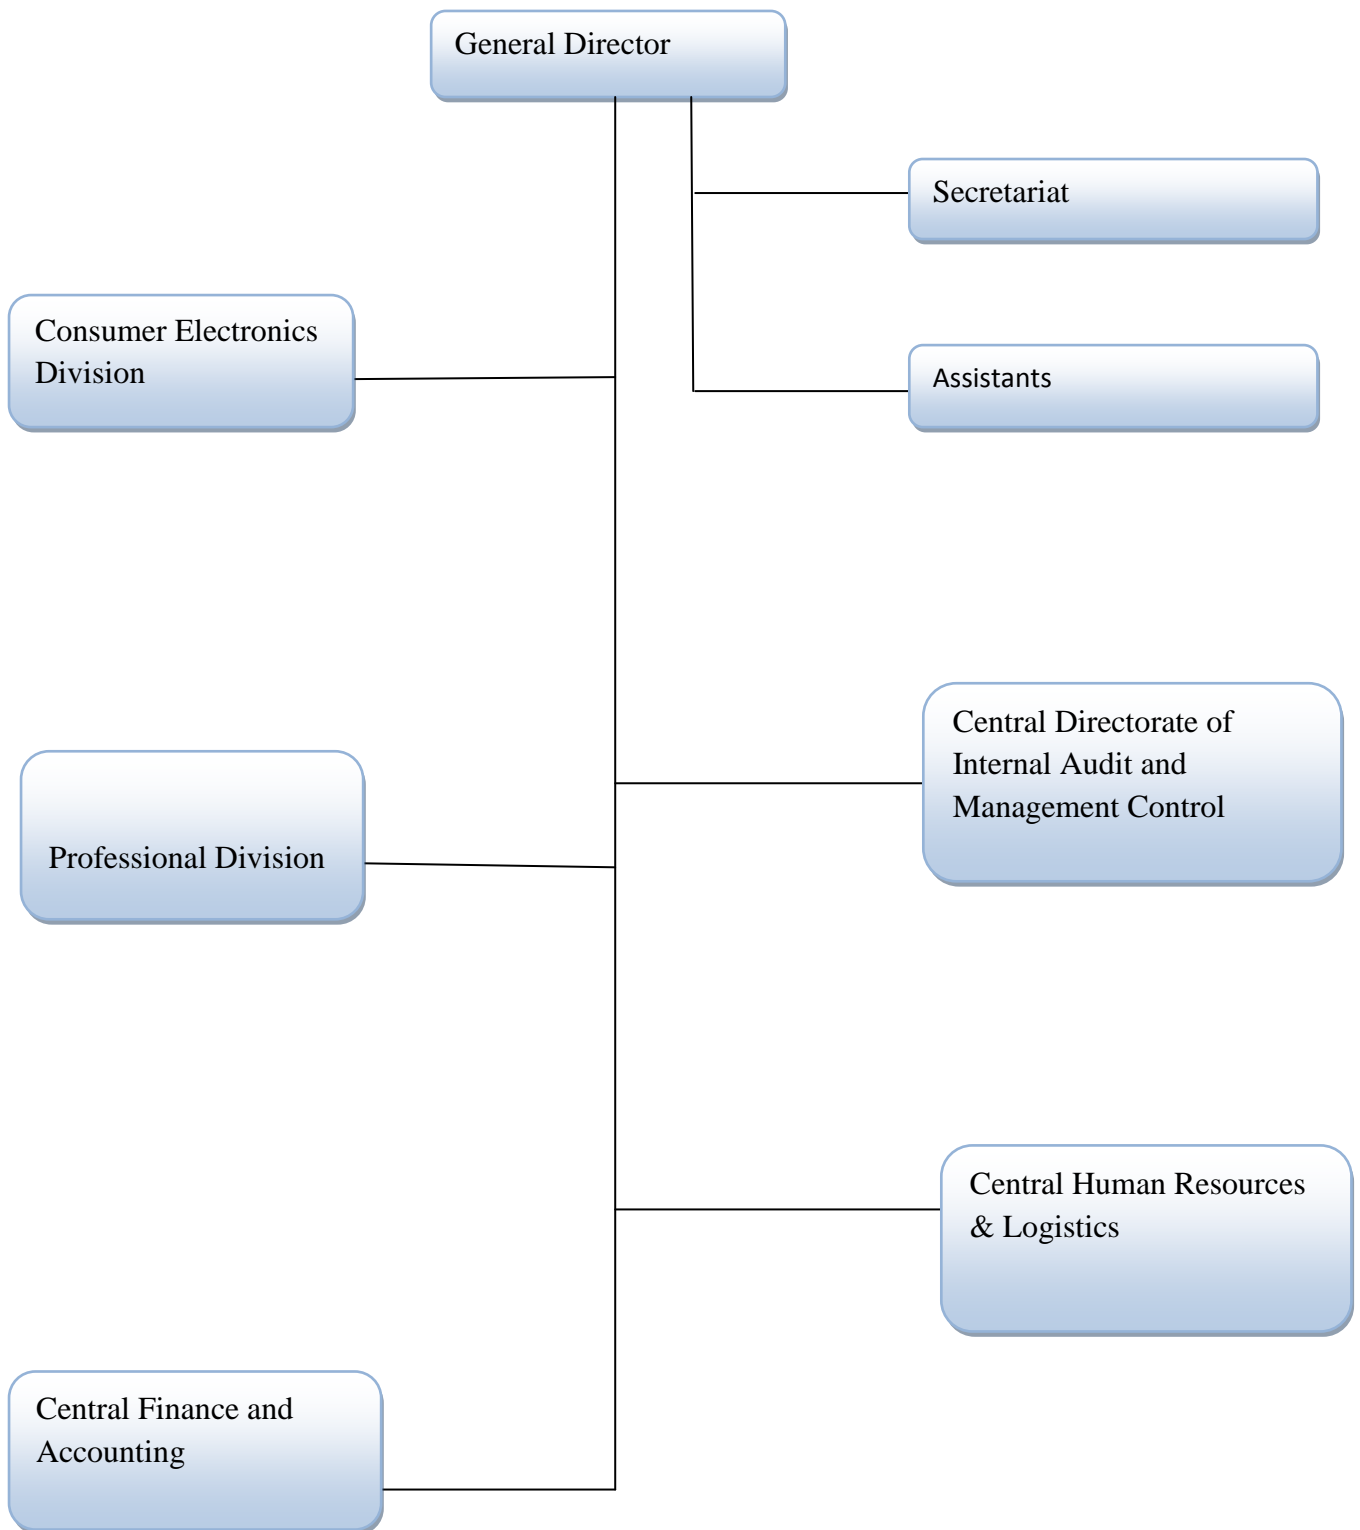 General Director
Secretariat
Consumer Electronics
Division
Assistants
Central Directorate of
Internal Audit and
Management Control
Professional Division
Central Human Resources
& Logistics
Central Finance and
Accounting